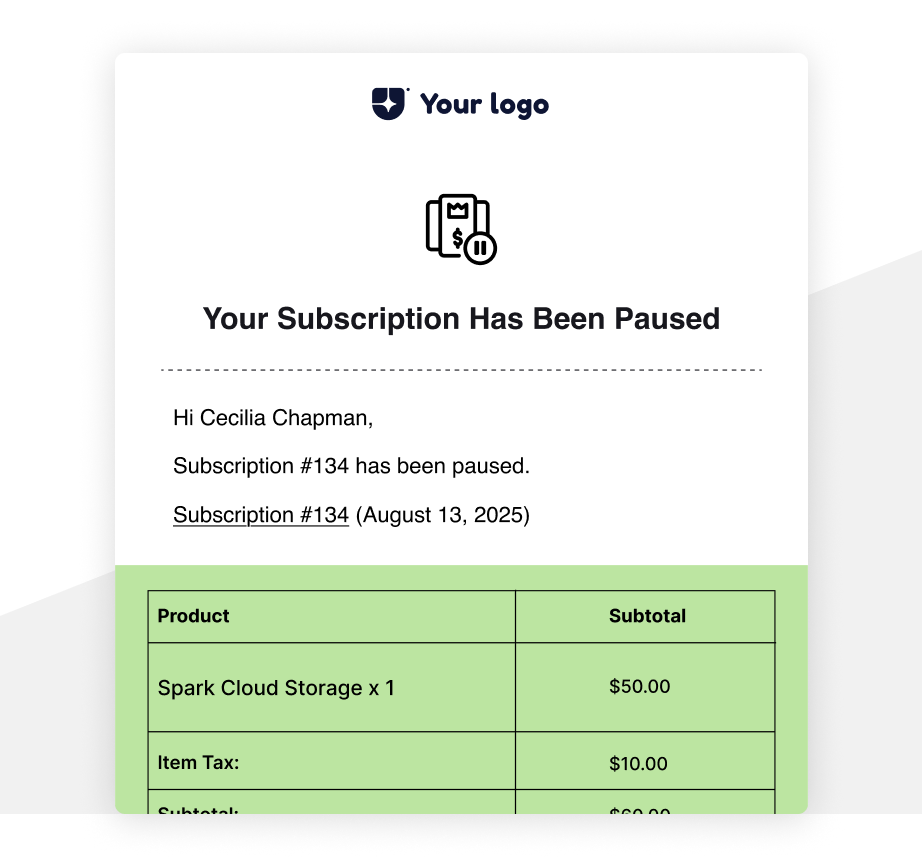 Your logo
$
Your Subscription Has Been Paused
Hi Cecilia Chapman,
Subscription #134 has been paused.
Subscription #134 (August 13, 2025)
Product Subtotal
Spark Cloud Storage x 1 $50.00
Item Tax: $10.00
Subtotal: $60.00